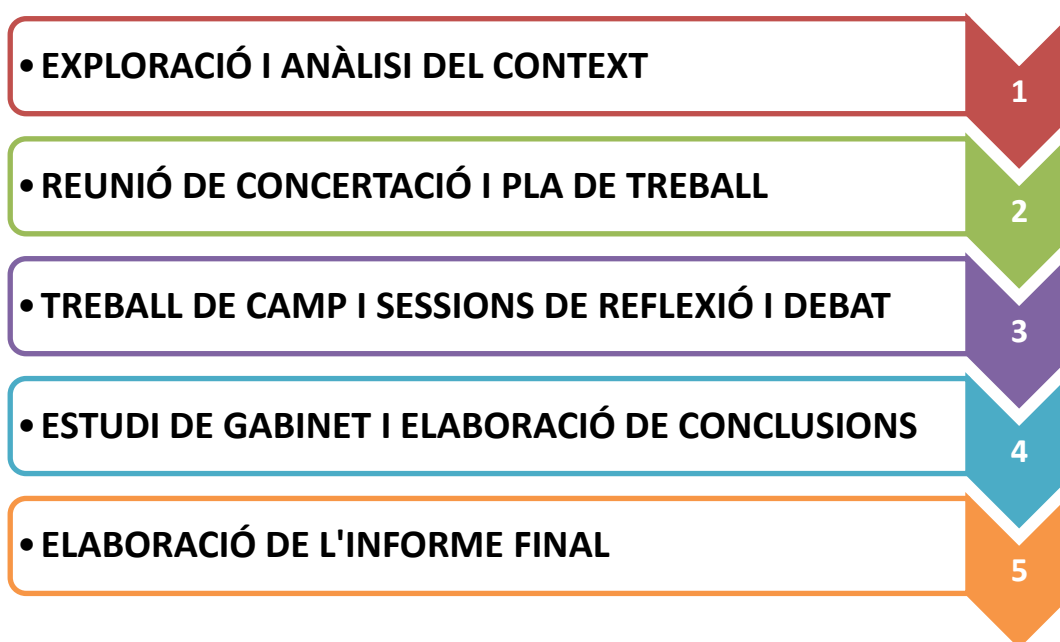 • EXPLORACIÓ I ANÀLISI DEL CONTEXT
1
• REUNIÓ DE CONCERTACIÓ I PLA DE TREBALL
2
• TREBALL DE CAMP I SESSIONS DE REFLEXIÓ I DEBAT
3
• ESTUDI DE GABINET I ELABORACIÓ DE CONCLUSIONS
4
• ELABORACIÓ DE L'INFORME FINAL
5